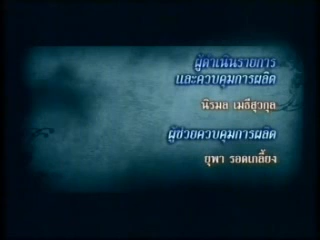 ผู้ดำเนินรายการ
และควบคุมการผลิต
นิรมล เมธีสุวกุล
ผู้ช่วยควบคุมการผลิต
ยุพา รอดเกลี้ยง